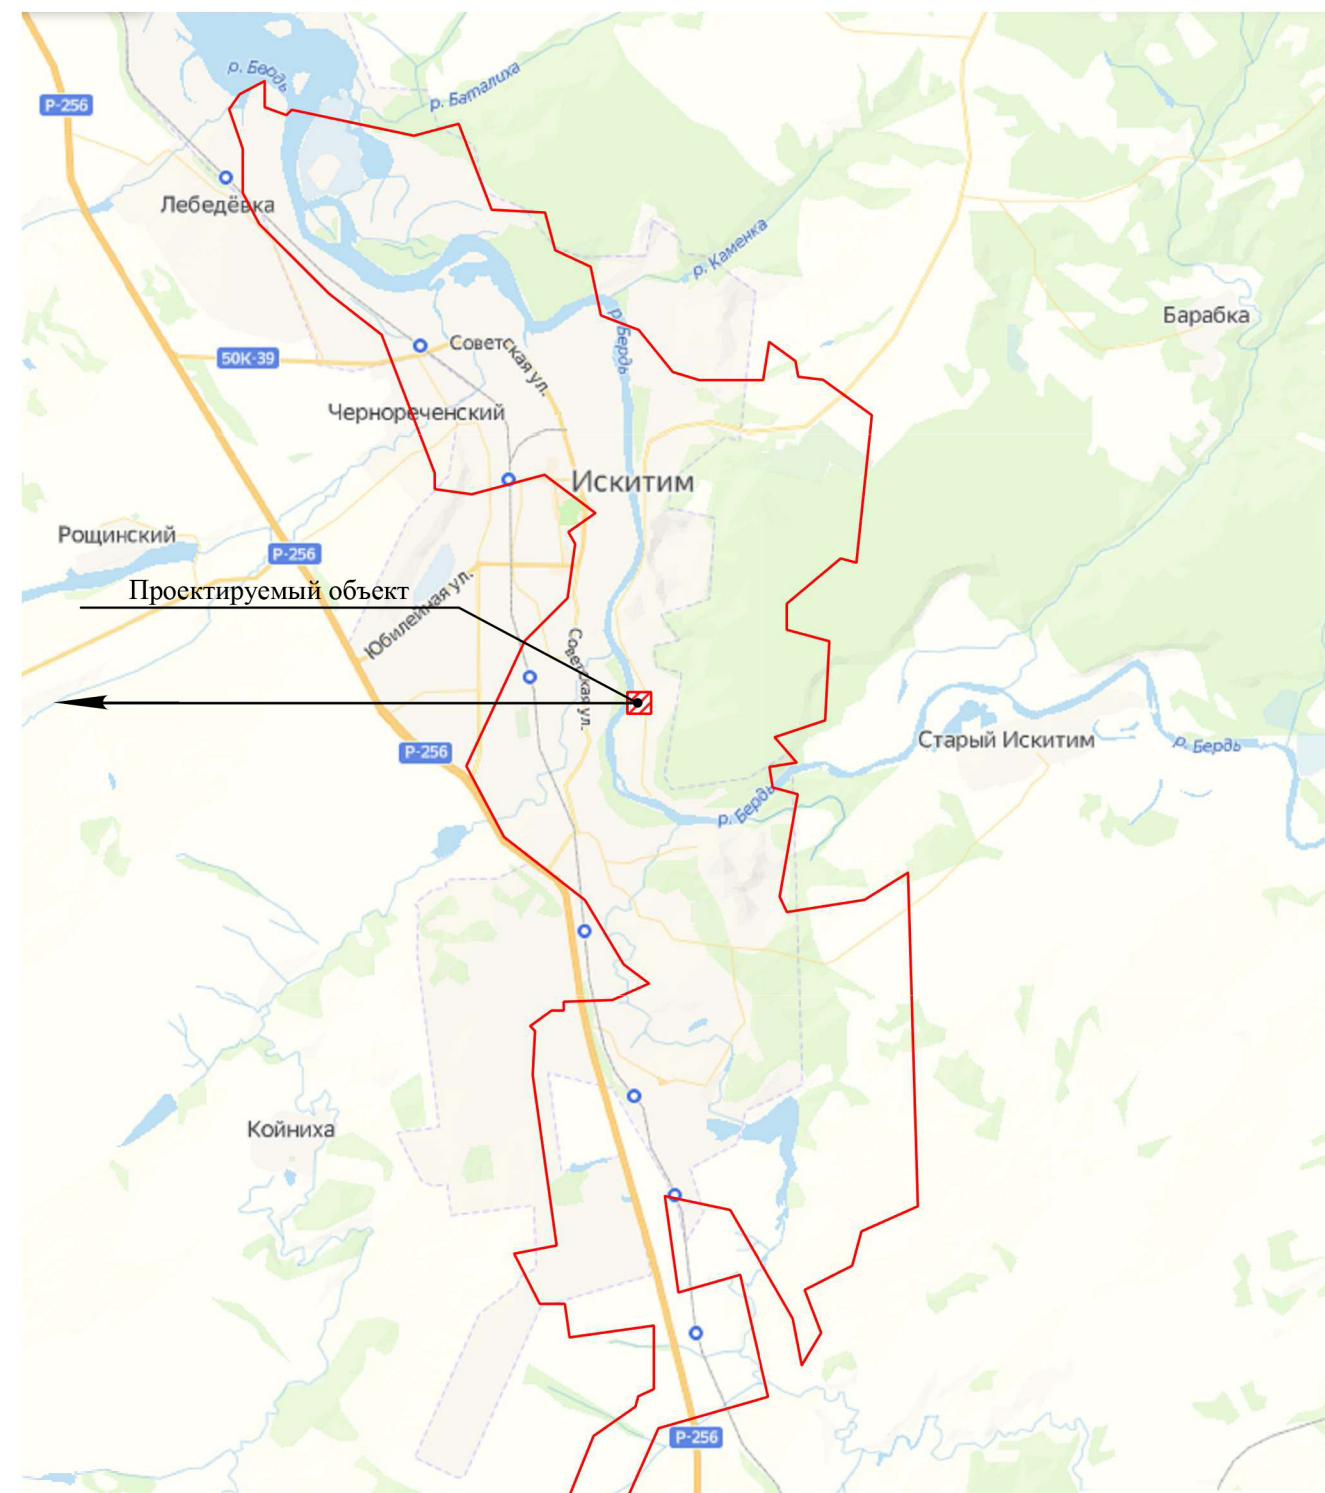 р. Бердь
р. Баталиха
Р-256
Лебедёвка
р. Каменка
Барабка
р. Бердь
Советская ул.
50К-39
Чернореченский
Искитим
Рощинский
Р-256
Проектируемый объект
Юбилейная ул.
Советская ул.
Старый Искитим
р. Бердь
Р-256
р. Бердь
Койниха
Р-256